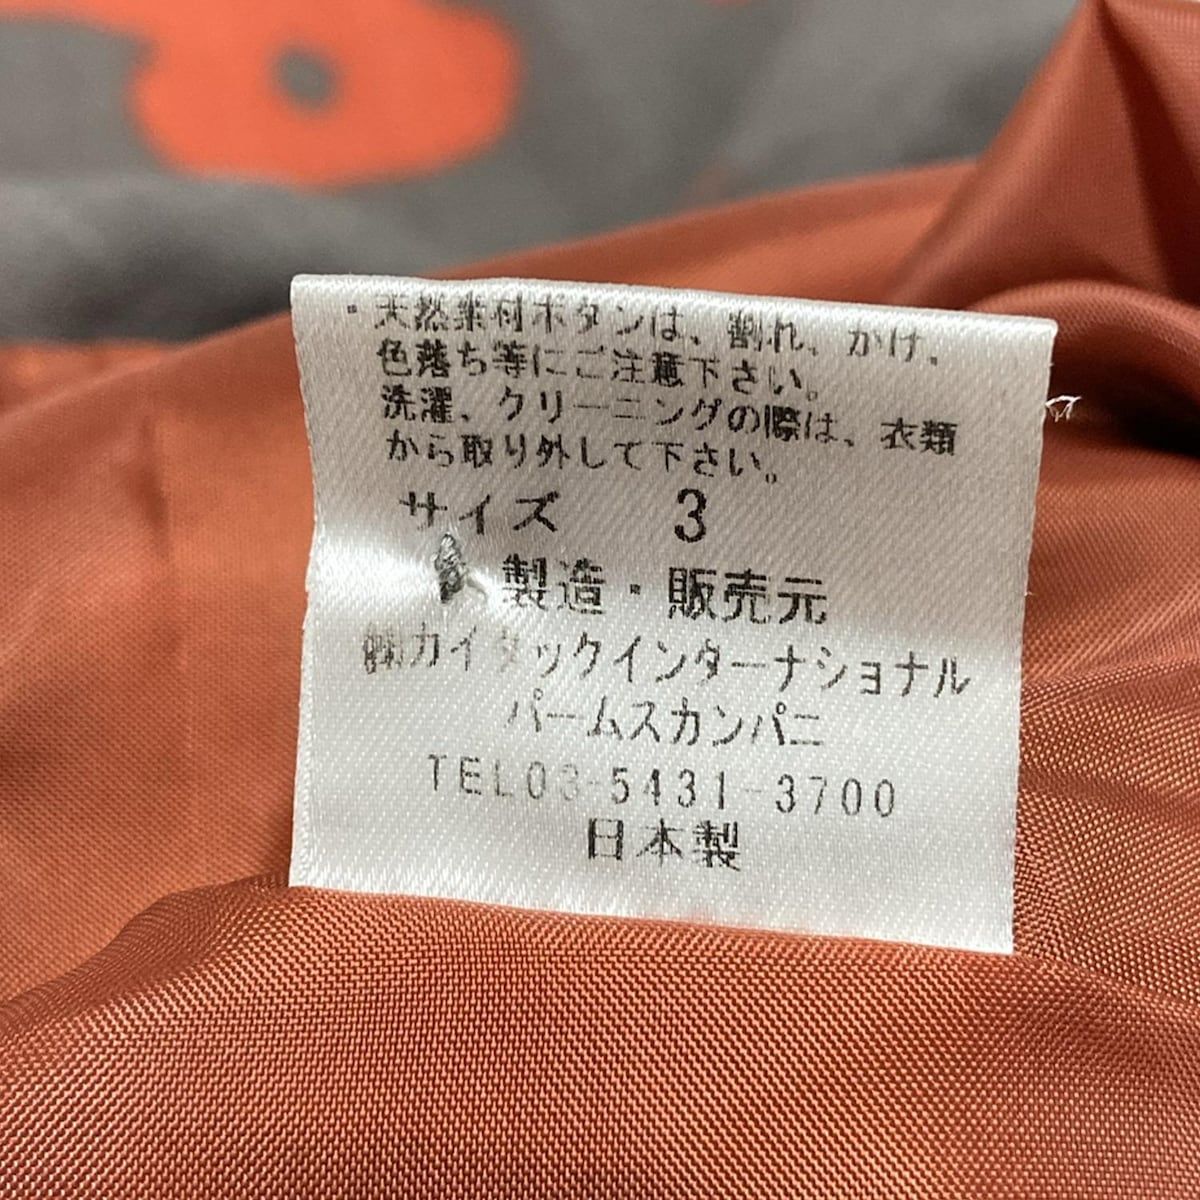 ・天然素材ボタンは、割れ、かけ、
色落ち等にご注意下さい。
洗濯、クリーニングの際は、衣類
から取り外して下さい。
サイズ 3
製造・販売元
㈱カイタックインターナショナル
パームスカンパニ
TEL03-5431-3700
日本製